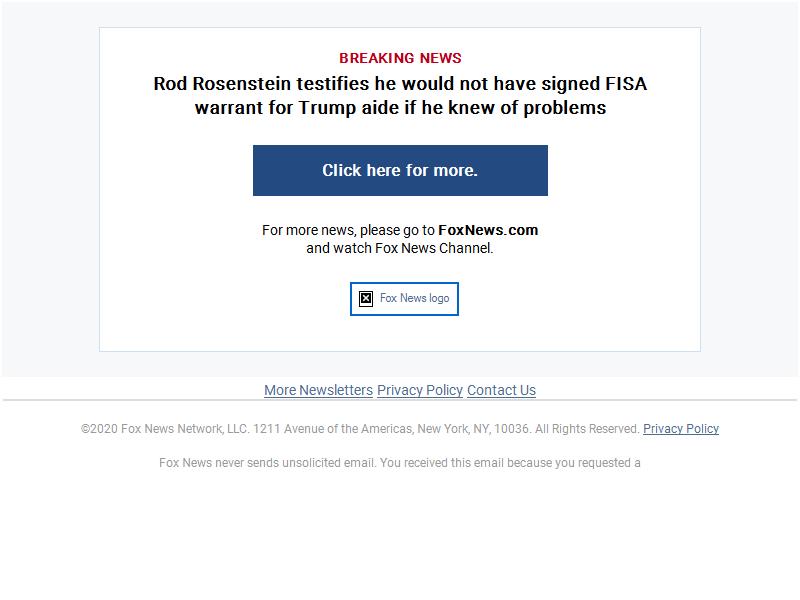 BREAKING NEWS
Rod Rosenstein testifies he would not have signed FISA
warrant for Trump aide if he knew of problems
Click here for more.
For more news, please go to FoxNews.com
and watch Fox News Channel.
Fox News logo
More Newsletters Privacy Policy Contact Us
©2020 Fox News Network, LLC. 1211 Avenue of the Americas, New York, NY, 10036. All Rights Reserved. Privacy Policy
Fox News never sends unsolicited email. You received this email because you requested a